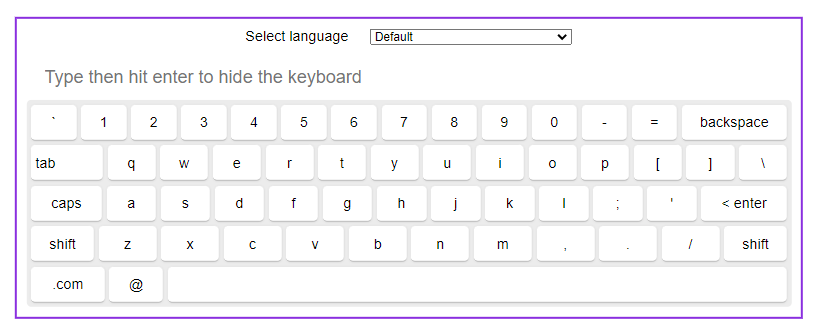 Select language Default
Type then hit enter to hide the keyboard
` 1 2 3 4 5 6 7 8 9 0 - = backspace
tab q w e r t y u i o p [ ] \
caps a s d f g h j k l ; ' < enter
shift z x c v b n m , . / shift
.com @